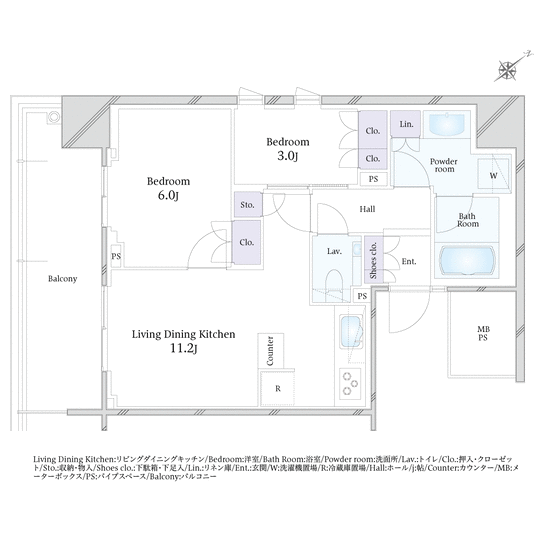 N
Bedroom
3.0J
Clo.
Lin.
Clo.
PS
Powder
room
W
Bedroom
6.0J
Sto.
Hall
Bath
Room
Clo.
Lav.
Shoes clo.
Ent.
PS
Balcony
PS
Living Dining Kitchen
11.2J
Counter
R
MB
PS
Living Dining Kitchen:リビングダイニングキッチン/Bedroom:洋室/Bath Room:浴室/Powder room:洗面所/Lav.:トイレ/Clo.:押入・クローゼッ
ト/Sto.:収納・物入/Shoes clo.:下駄箱・下足入/Lin.:リネン庫/Ent.:玄関/W:洗濯機置場/R:冷蔵庫置場/Hall:ホール/j:帖/Counter:カウンター/MB:メ
ーターボックス/PS:パイプスペース/Balcony:バルコニー